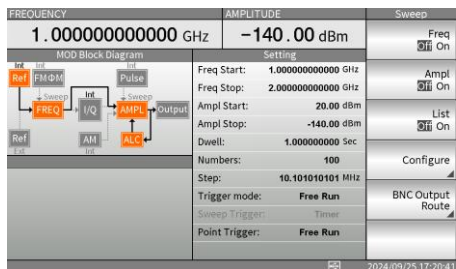 FREQUENCY
1.000000000000 GHz
AMPLITUDE
-140.00 dBm
MOD Block Diagram
Int
Int
Int
Ref
FMΦM
Pulse
Sweep
Int
Sweep
FREQ
I/Q
AMPL
Output
Ref
AM
ALC
Ext
Int
Setting
Freq Start: 1.000000000000 GHz
Freq Stop: 2.000000000000 GHz
Ampl Start: 20.00 dBm
Ampl Stop: -140.00 dBm
Dwell: 1.000000000 Sec
Numbers: 100
Step: 10.101010101 MHz
Trigger mode: Free Run
Sweep Trigger: Timer
Point Trigger: Free Run
Sweep
Freq
Off On
Ampl
Off On
List
Off On
Configure
BNC Output
Route
2024/09/25 17:20:41